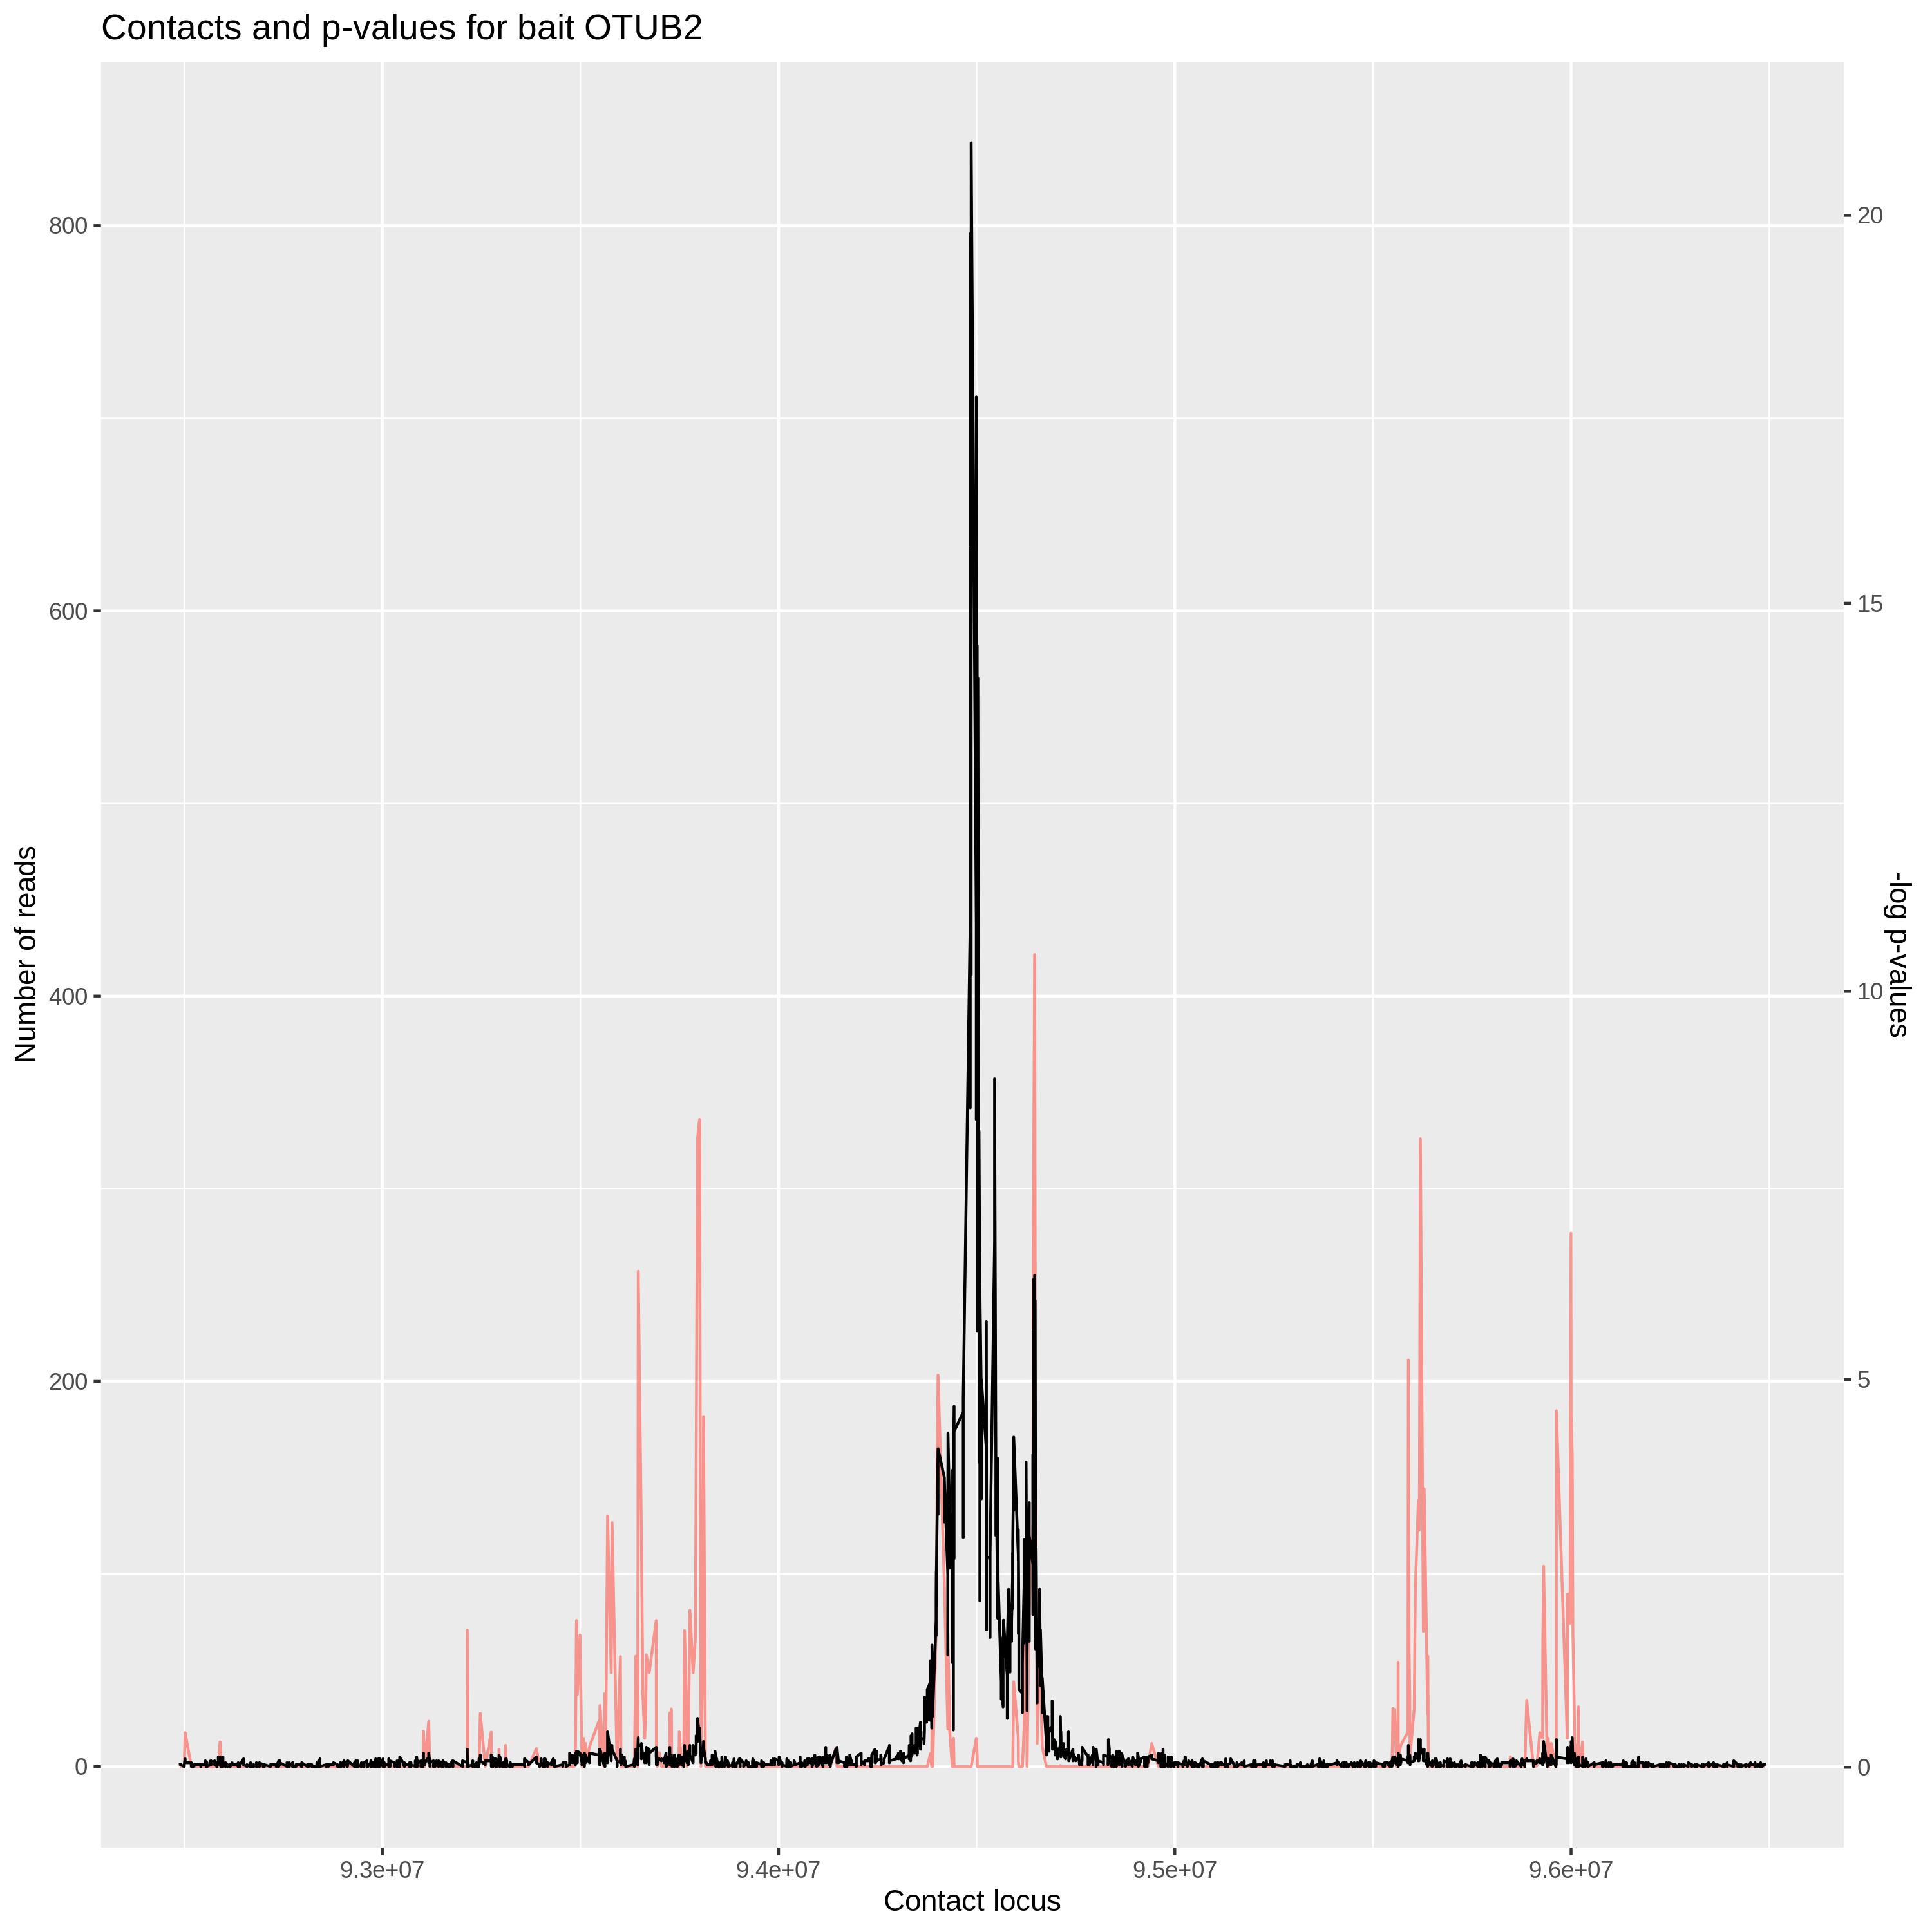 Contacts and p-values for bait OTUB2
800
600
400
200
0
Number of reads
20
15
10
5
0
-log p-values
9.3e+07
9.4e+07
9.5e+07
9.6e+07
Contact locus